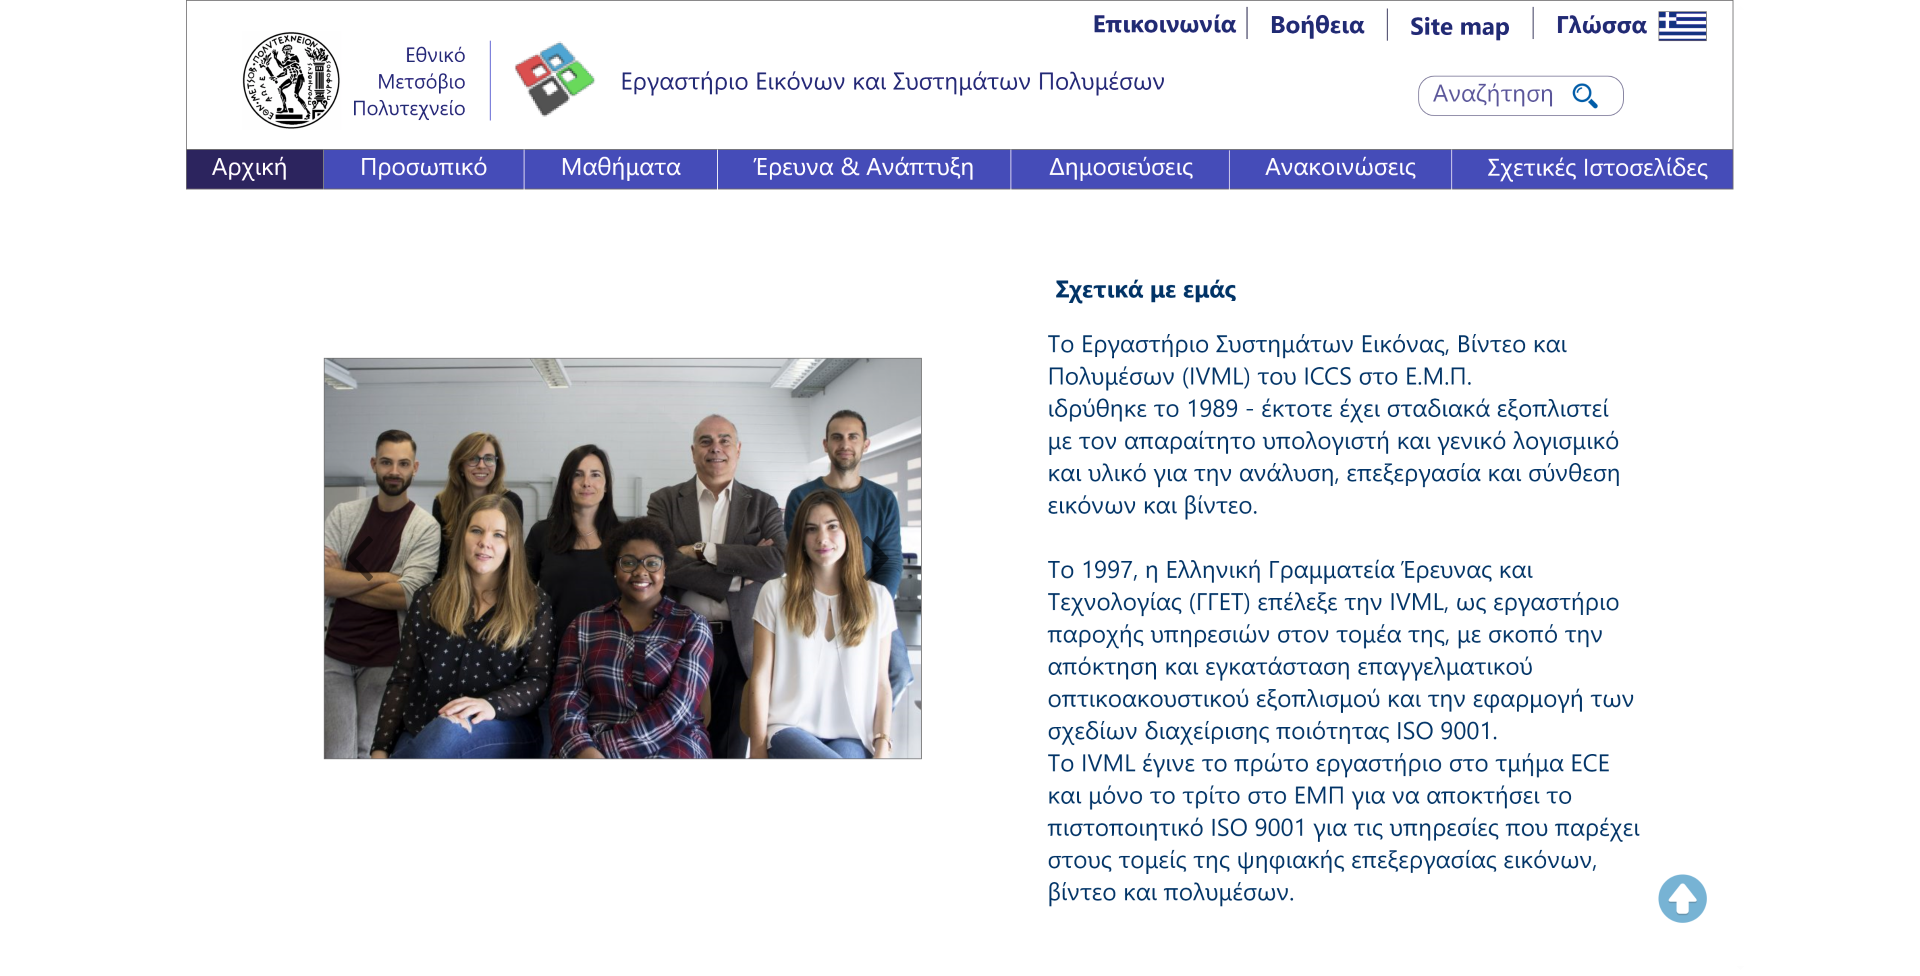 Επικοινωνία
Βοήθεια
Site map
Γλώσσα
Εθνικό
Μετσόβιο
Πολυτεχνείο
Εργαστήριο Εικόνων και Συστημάτων Πολυμέσων
Αναζήτηση
Αρχική
Προσωπικό
Μαθήματα
Έρευνα & Ανάπτυξη
Δημοσιεύσεις
Ανακοινώσεις
Σχετικές Ιστοσελίδες
Σχετικά με εμάς
Το Εργαστήριο Συστημάτων Εικόνας, Βίντεο και
Πολυμέσων (IVML) του ICCS στο Ε.Μ.Π.
ιδρύθηκε το 1989 - έκτοτε έχει σταδιακά εξοπλιστεί
με τον απαραίτητο υπολογιστή και γενικό λογισμικό
και υλικό για την ανάλυση, επεξεργασία και σύνθεση
εικόνων και βίντεο.
Το 1997, η Ελληνική Γραμματεία Έρευνας και
Τεχνολογίας (ΓΓΕΤ) επέλεξε την IVML, ως εργαστήριο
παροχής υπηρεσιών στον τομέα της, με σκοπό την
απόκτηση και εγκατάσταση επαγγελματικού
οπτικοακουστικού εξοπλισμού και την εφαρμογή των
σχεδίων διαχείρισης ποιότητας ISO 9001.
Το IVML έγινε το πρώτο εργαστήριο στο τμήμα ECE
και μόνο το τρίτο στο ΕΜΠ για να αποκτήσει το
πιστοποιητικό ISO 9001 για τις υπηρεσίες που παρέχει
στους τομείς της ψηφιακής επεξεργασίας εικόνων,
βίντεο και πολυμέσων.